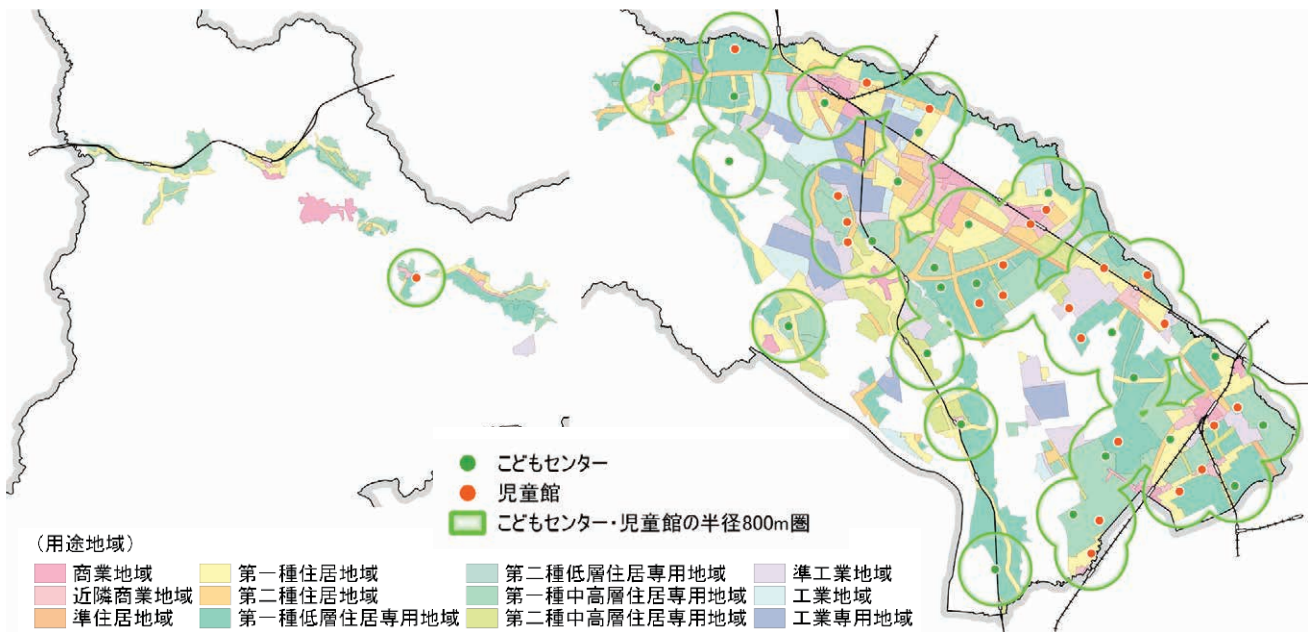 こどもセンター
児童館
こどもセンター・児童館の半径800m圏
（用途地域）
商業地域
近隣商業地域
準住居地域
第一種住居地域
第二種住居地域
第一種低層住居専用地域
第二種低層住居専用地域
第一種中高層住居専用地域
第二種中高層住居専用地域
準工業地域
工業地域
工業専用地域